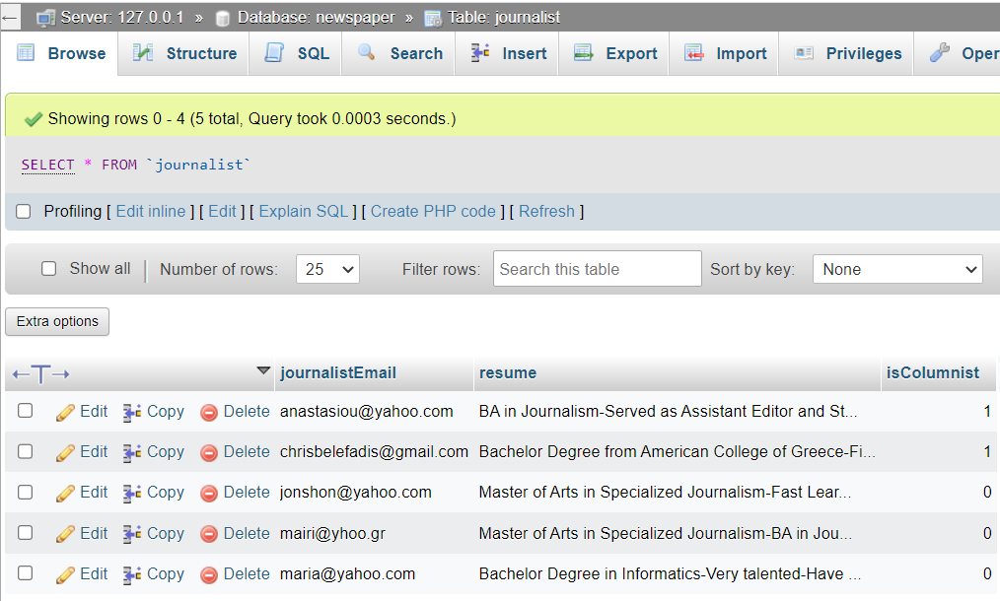 Server: 127.0.0.1 » Database: newspaper » Table: journalist
Browse Structure SQL Search Insert Export Import Privileges Oper
Showing rows 0 - 4 (5 total, Query took 0.0003 seconds.)
SELECT * FROM `journalist`
Profiling [ Edit inline ] [ Edit ] [ Explain SQL ] [ Create PHP code ] [ Refresh ]
Show all Number of rows: 25 Filter rows: Search this table Sort by key: None
Extra options
←T→ journalistEmail resume isColumnist
Edit Copy Delete anastasiou@yahoo.com BA in Journalism-Served as Assistant Editor and St... 1
Edit Copy Delete chrisbelefadis@gmail.com Bachelor Degree from American College of Greece-Fi... 1
Edit Copy Delete jonshon@yahoo.com Master of Arts in Specialized Journalism-Fast Lear... 0
Edit Copy Delete mairi@yhoo.gr Master of Arts in Specialized Journalism-BA in Jou... 0
Edit Copy Delete maria@yahoo.com Bachelor Degree in Informatics-Very talented-Have ... 0